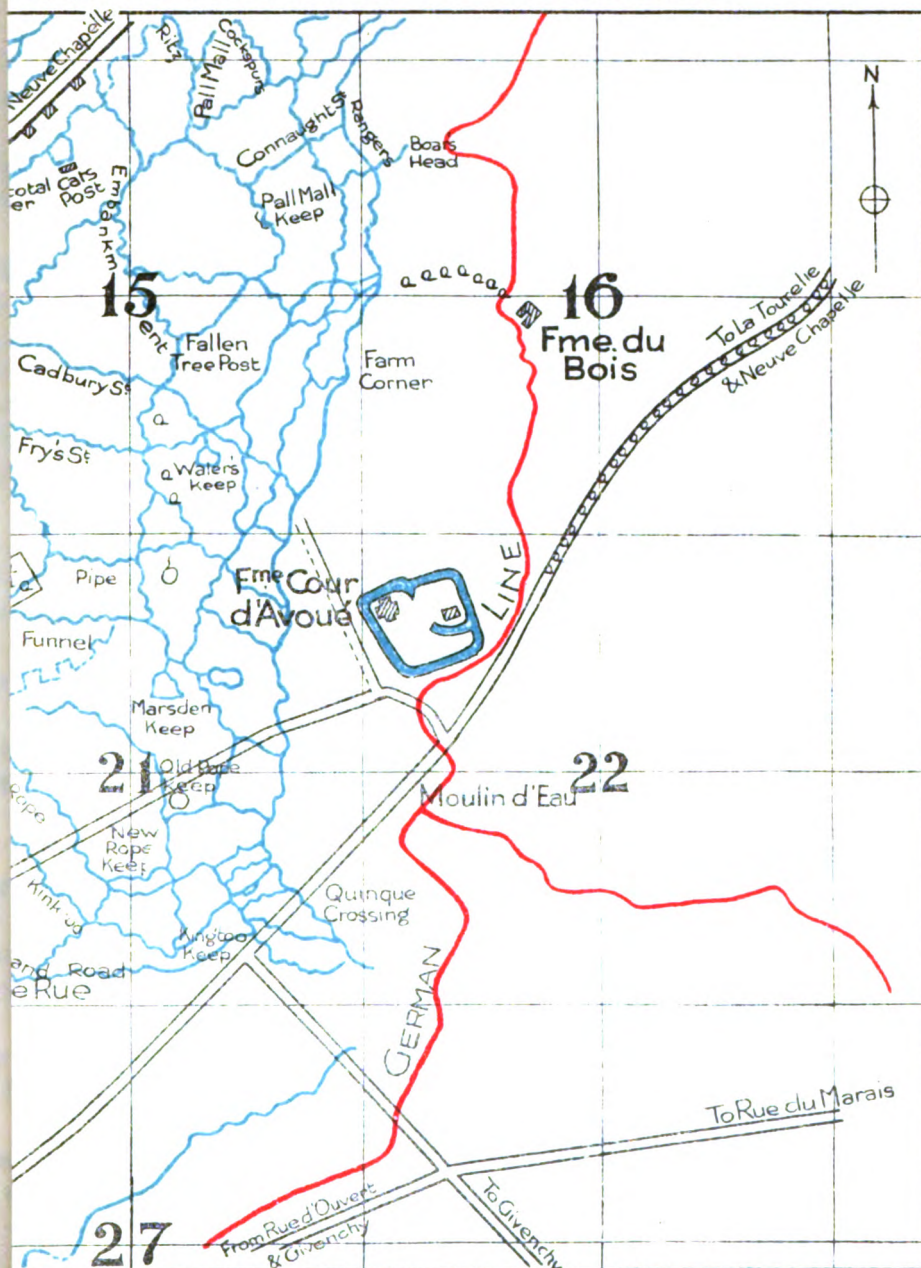 Neuve Chapelle
Ritz
Pall Mall
Cockspurs
N
Connaught St
Rangers
Boars
Head
Cats
Post
Embankment
Pall Mall
Keep
15
16
Fme. du
Bois
To La Tourelle
& Neuve Chapelle
Fallen
Tree Post
Farm
Corner
Cadbury St
Fry's St
Water's
Keep
Pipe
Fme Cour
d'Avoué
LINE
Funnel
Marsden
Keep
21
Old Rope
Keep
22
Moulin d'Eau
Rope
New
Rope
Keep
Quinque
Crossing
Keep
and Road
e Rue
GERMAN
To Rue du Marais
From Rue d'Ouvert
& Givenchy
To Givenchy
27